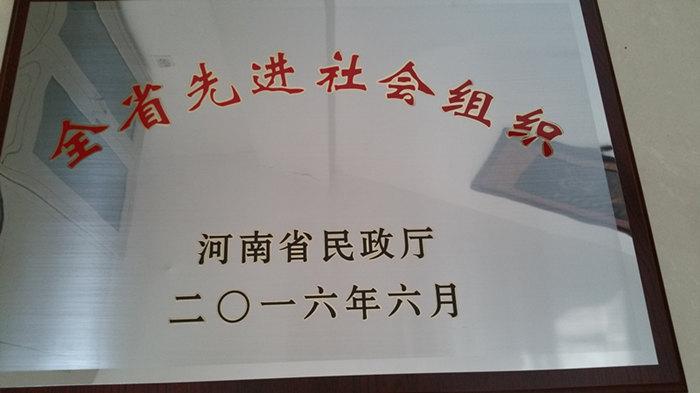 全省先进社会组织
河南省民政厅
二〇一六年六月